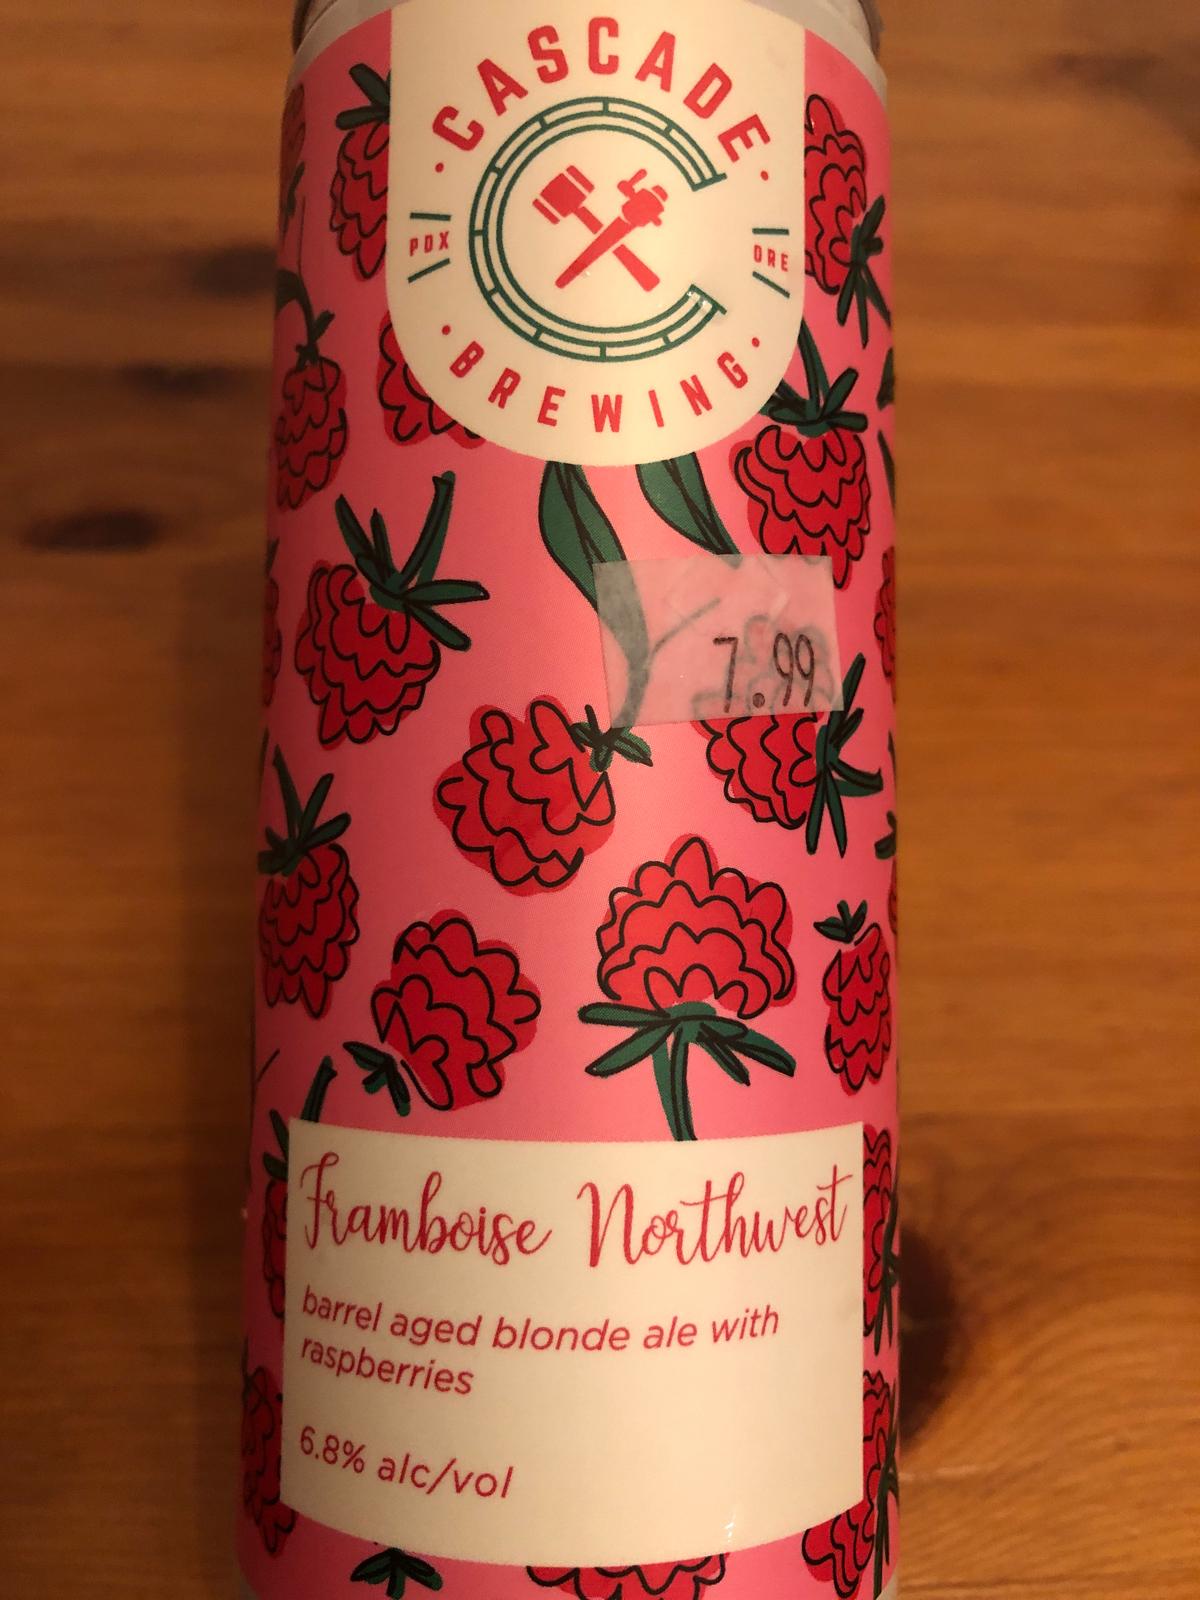 CASCADE
PDX
ORE
BREWING
7.99
Framboise Northwest
barrel aged blonde ale with
raspberries
6.8% alc/vol